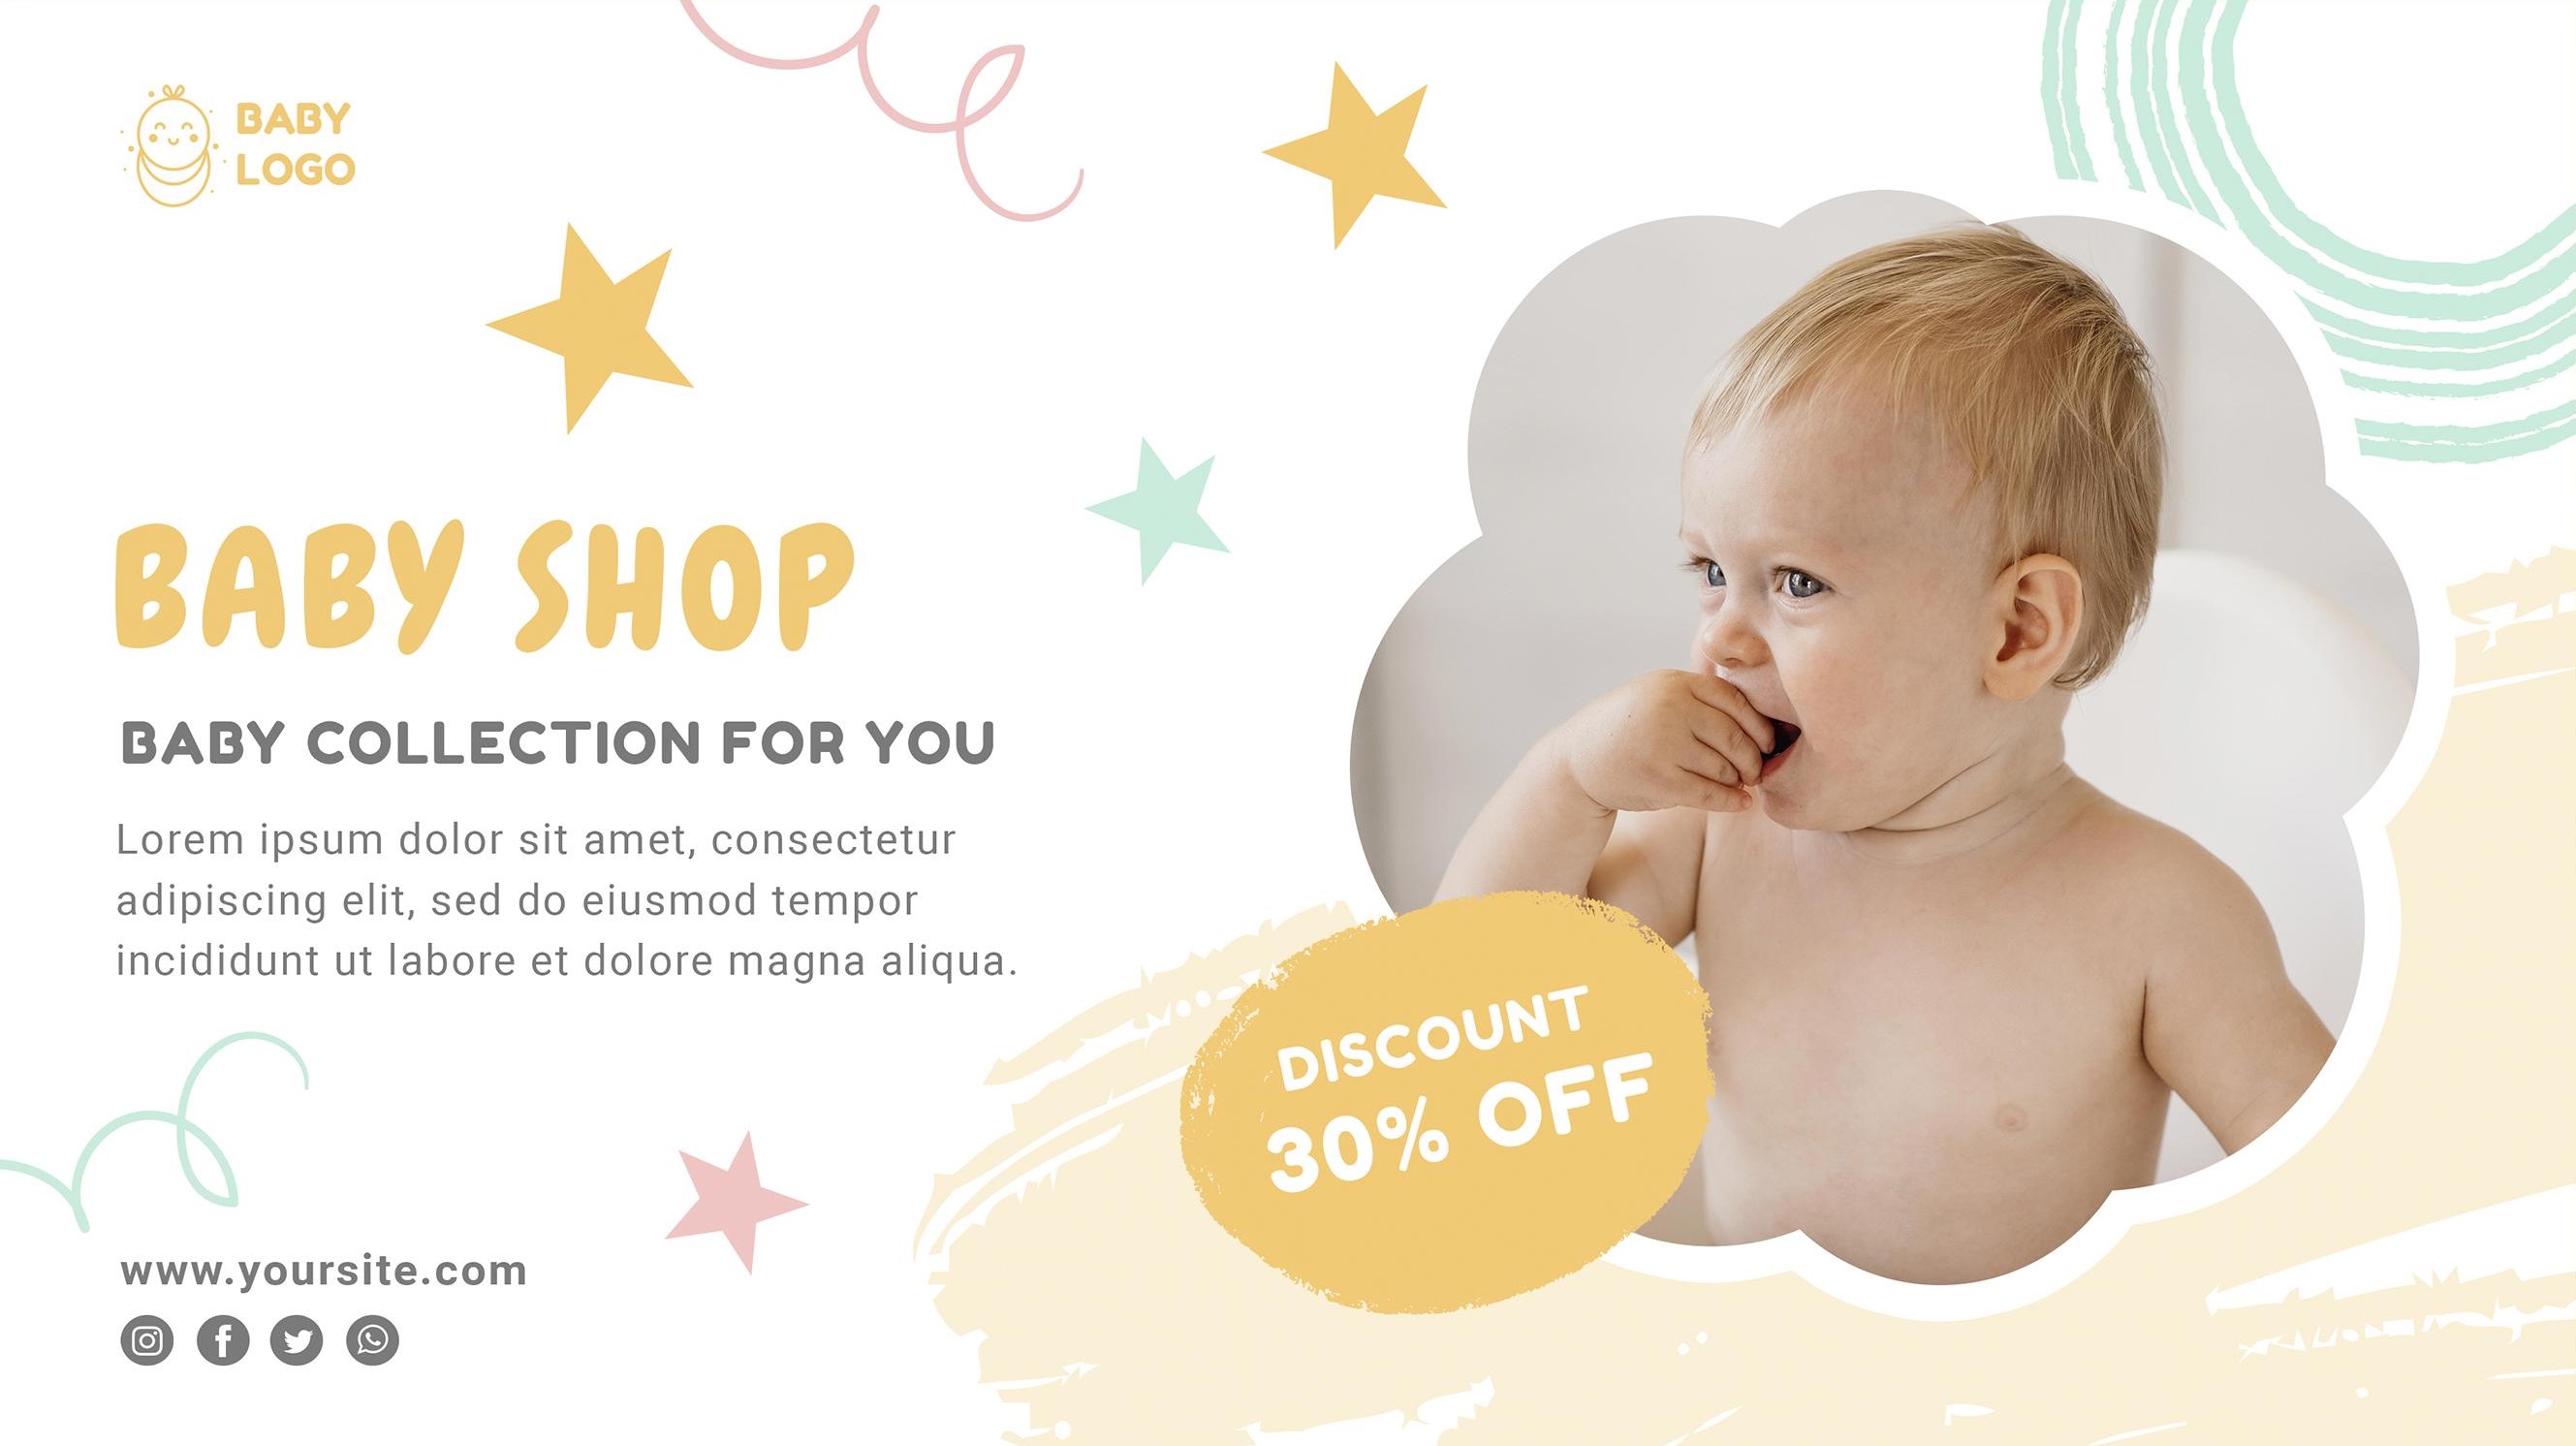 BABY
LOGO
BABY SHOP
BABY COLLECTION FOR YOU
Lorem ipsum dolor sit amet, consectetur
adipiscing elit, sed do eiusmod tempor
incididunt ut labore et dolore magna aliqua.
DISCOUNT
30% OFF
www.yoursite.com